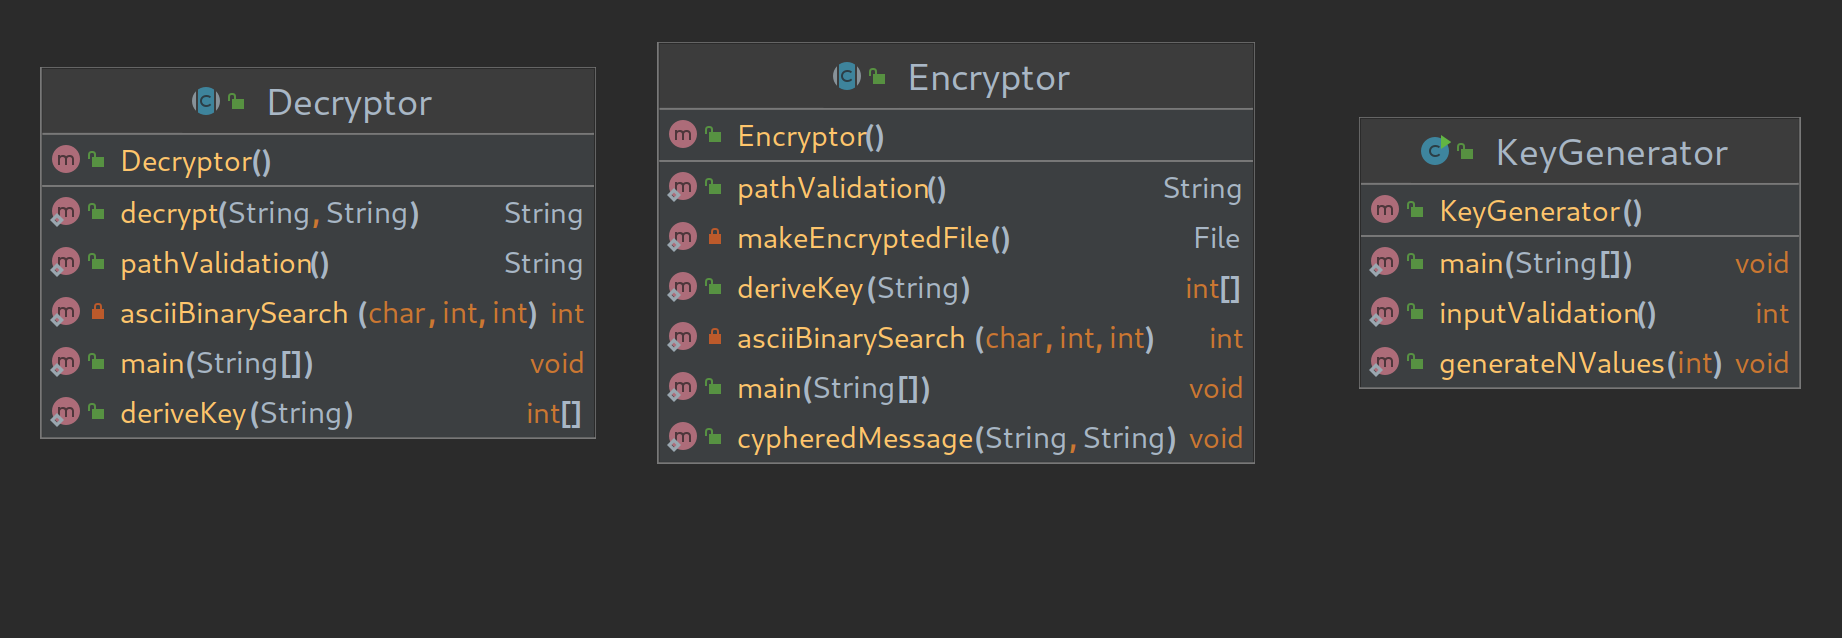 Decryptor
Decryptor()
decrypt(String, String) String
pathValidation() String
asciiBinarySearch (char, int, int) int
main(String[]) void
deriveKey(String) int[]
Encryptor
Encryptor()
pathValidation() String
makeEncryptedFile() File
deriveKey(String) int[]
asciiBinarySearch (char, int, int) int
main(String[]) void
cypheredMessage(String, String) void
KeyGenerator
KeyGenerator()
main(String[]) void
inputValidation() int
generateNValues(int) void